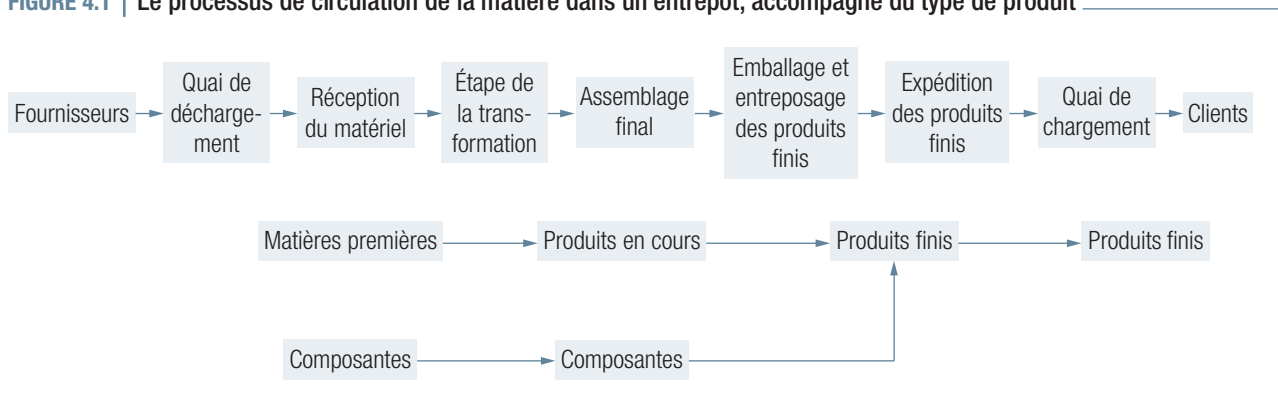 FIGURE 4.1 | Le processus de circulation de la matière dans un entrepôt, accompagné du type de produit
Fournisseurs
Quai de
décharge-
ment
Réception
du matériel
Étape de
la trans-
formation
Assemblage
final
Emballage et
entreposage
des produits
finis
Expédition
des produits
finis
Quai de
chargement
Clients
Matières premières
Produits en cours
Produits finis
Produits finis
Composantes
Composantes